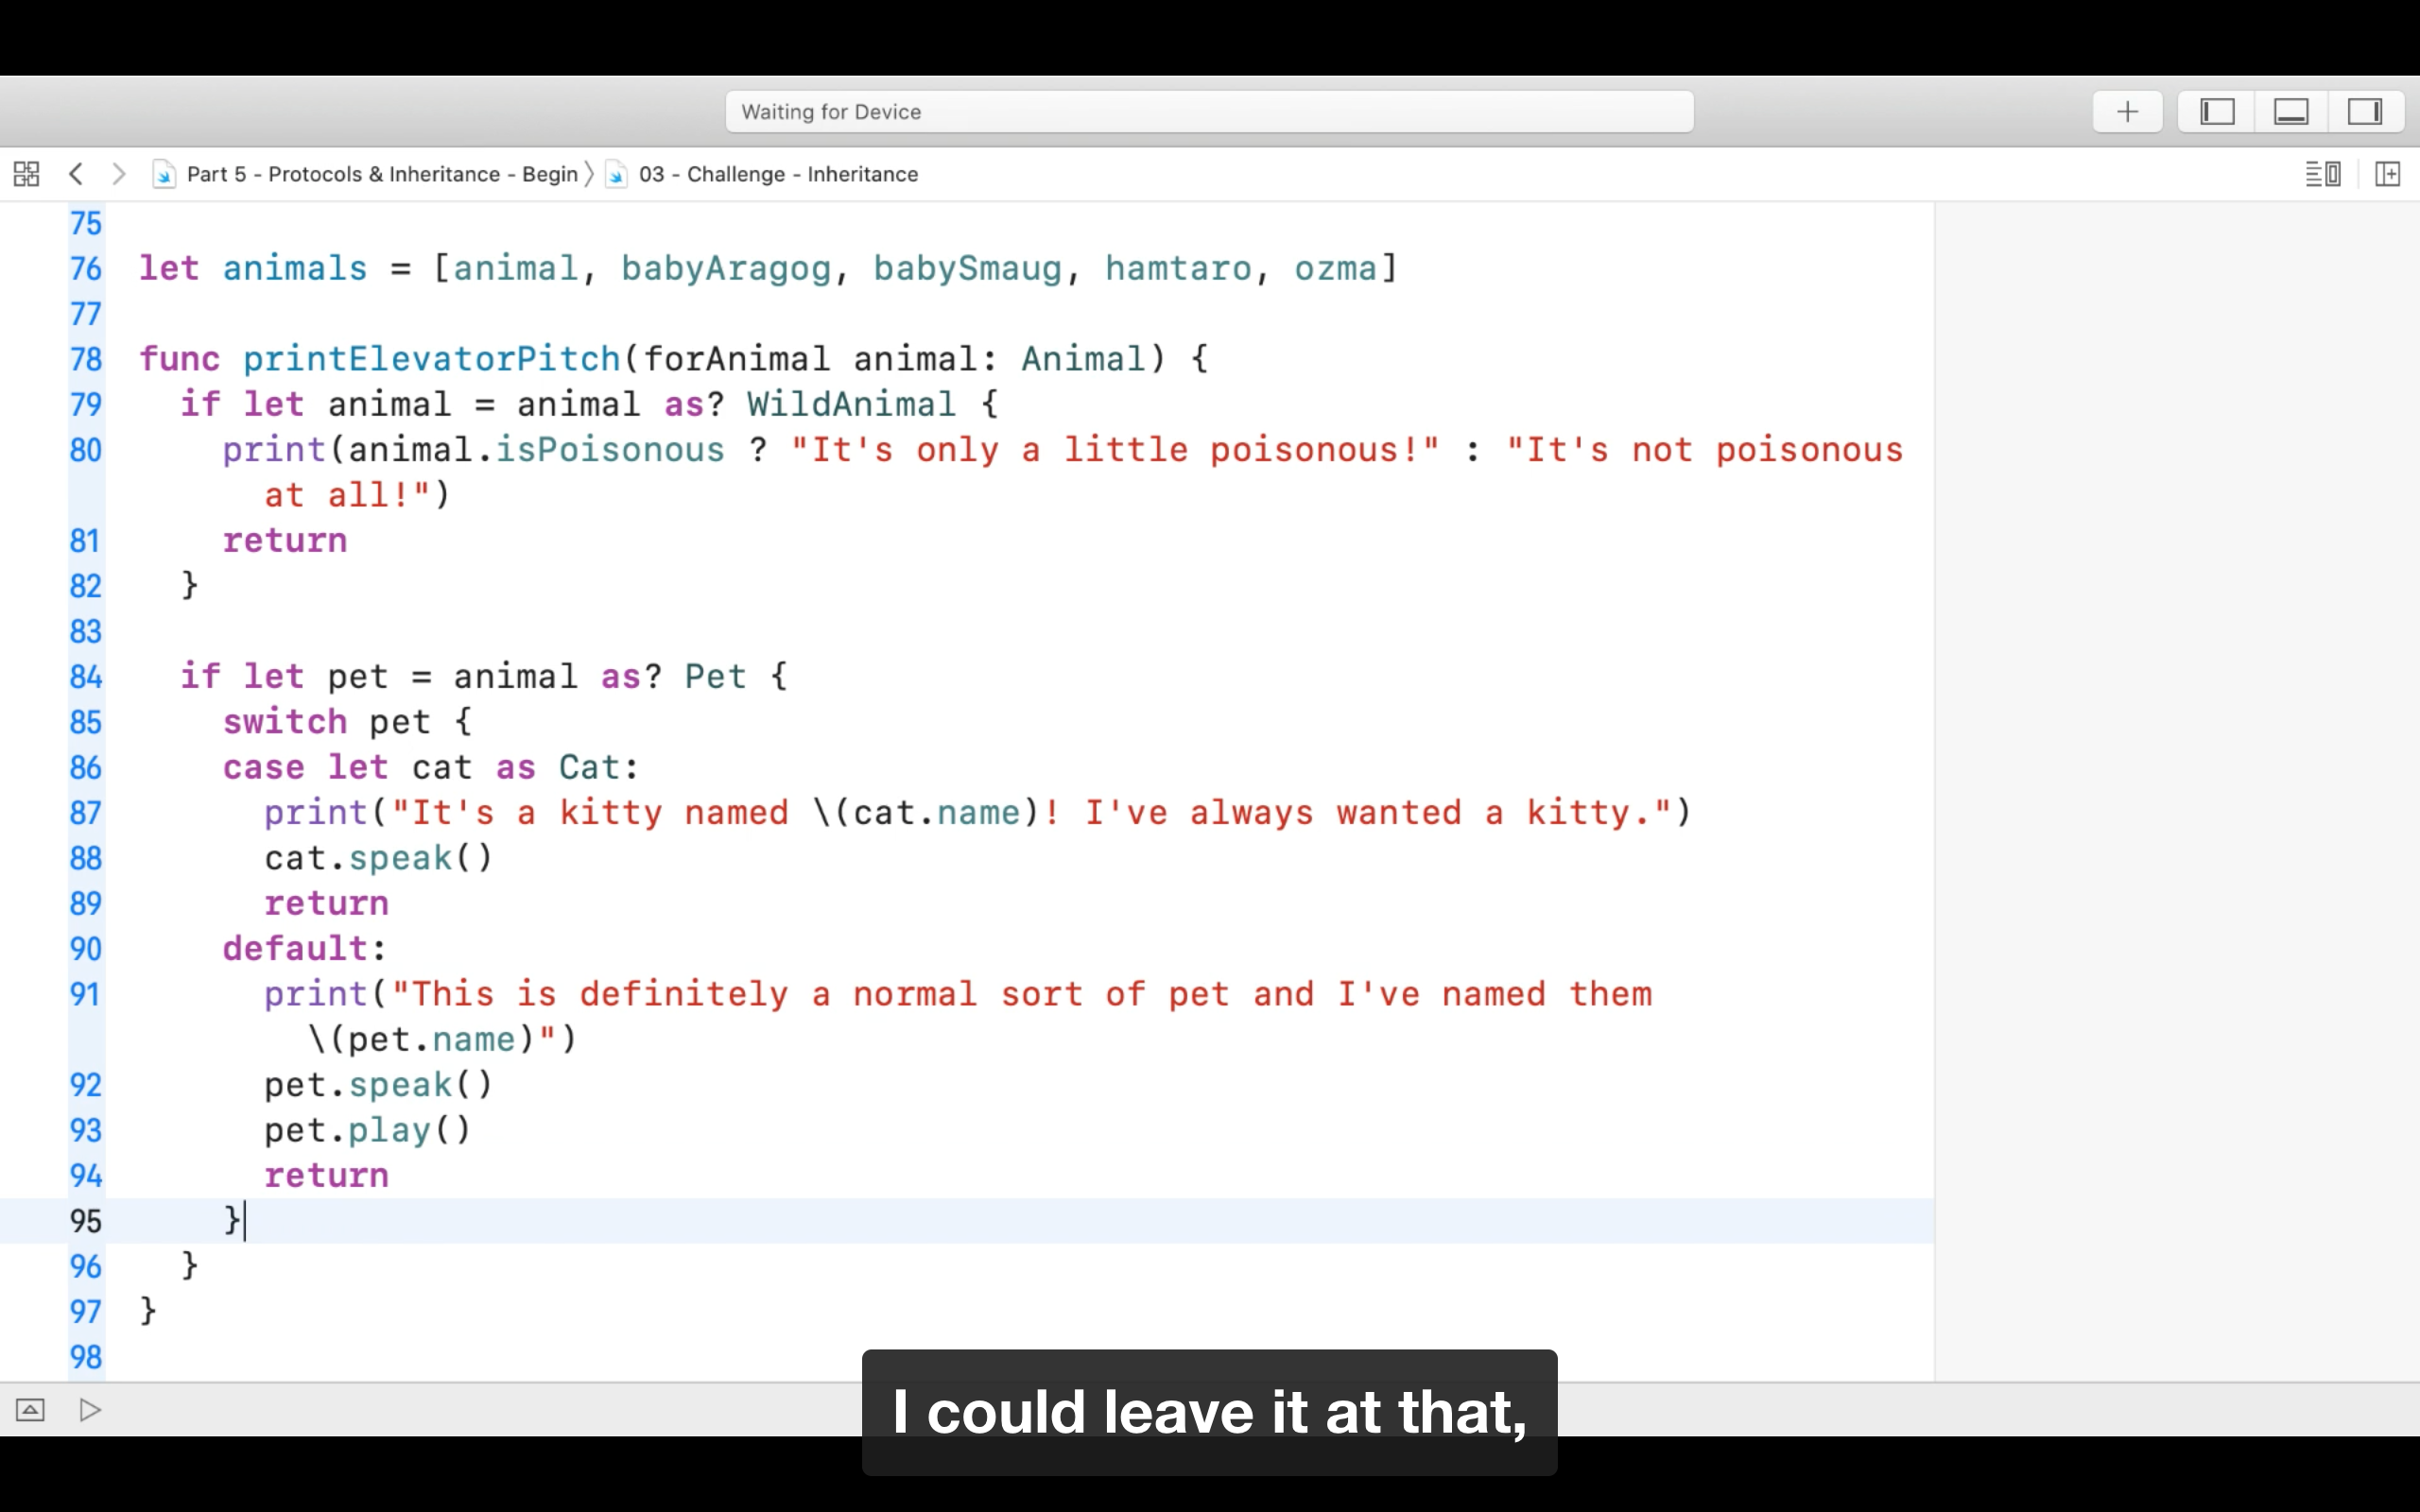 Waiting for Device
Part 5 - Protocols & Inheritance - Begin 〉 03 - Challenge - Inheritance
75
76 let animals = [animal, babyAragog, babySmaug, hamtaro, ozma]
77
78 func printElevatorPitch(forAnimal animal: Animal) {
79 if let animal = animal as? WildAnimal {
80 print(animal.isPoisonous ? "It's only a little poisonous!" : "It's not poisonous
at all!")
81 return
82 }
83
84 if let pet = animal as? Pet {
85 switch pet {
86 case let cat as Cat:
87 print("It's a kitty named \(cat.name)! I've always wanted a kitty.")
88 cat.speak()
89 return
90 default:
91 print("This is definitely a normal sort of pet and I've named them
\(pet.name)")
92 pet.speak()
93 pet.play()
94 return
95 }
96 }
97 }
98
I could leave it at that,